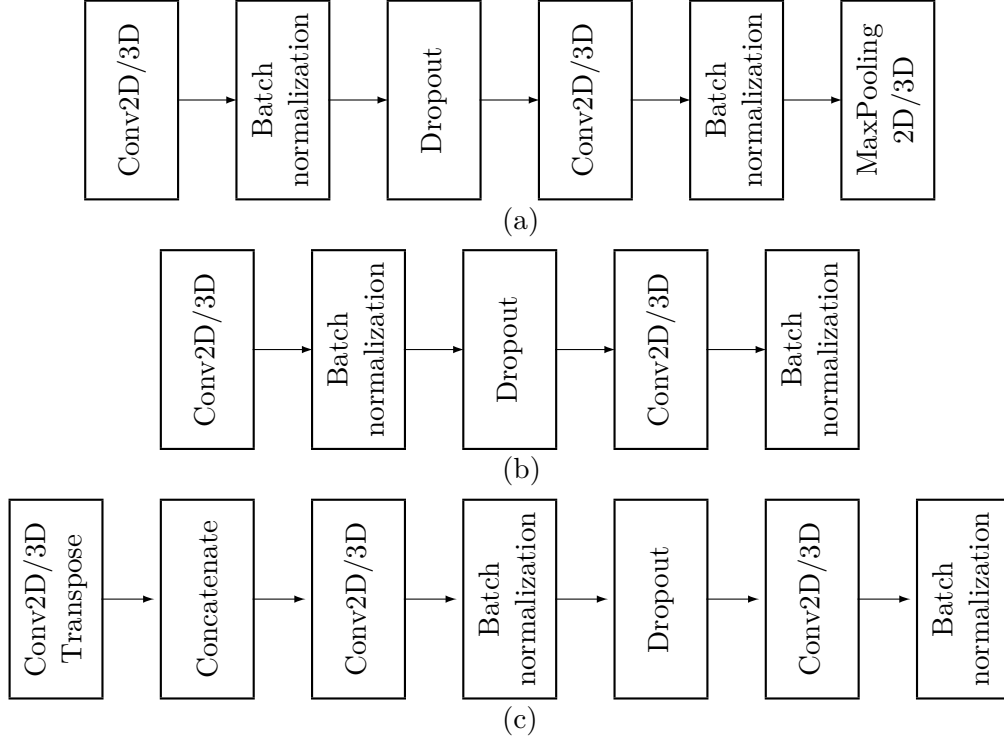 Conv2D/3D
Batch
normalization
Dropout
Conv2D/3D
Batch
normalization
MaxPooling
2D/3D
(a)
Conv2D/3D
Batch
normalization
Dropout
Conv2D/3D
Batch
normalization
(b)
Conv2D/3D
Transpose
Concatenate
Conv2D/3D
Batch
normalization
Dropout
Conv2D/3D
Batch
normalization
(c)